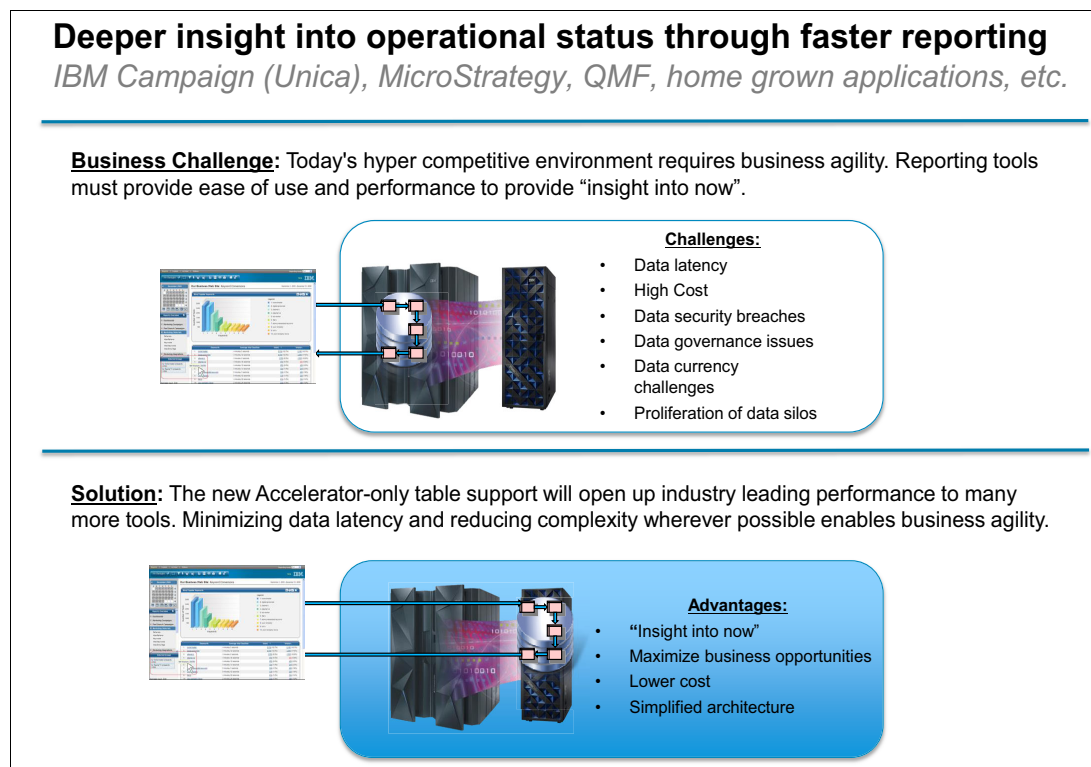 Deeper insight into operational status through faster reporting
IBM Campaign (Unica), MicroStrategy, QMF, home grown applications, etc.
Business Challenge: Today's hyper competitive environment requires business agility. Reporting tools
must provide ease of use and performance to provide “insight into now”.
Challenges:
• Data latency
• High Cost
• Data security breaches
• Data governance issues
• Data currency
challenges
• Proliferation of data silos
Solution: The new Accelerator-only table support will open up industry leading performance to many
more tools. Minimizing data latency and reducing complexity wherever possible enables business agility.
Advantages:
• “Insight into now”
• Maximize business opportunities
• Lower cost
• Simplified architecture